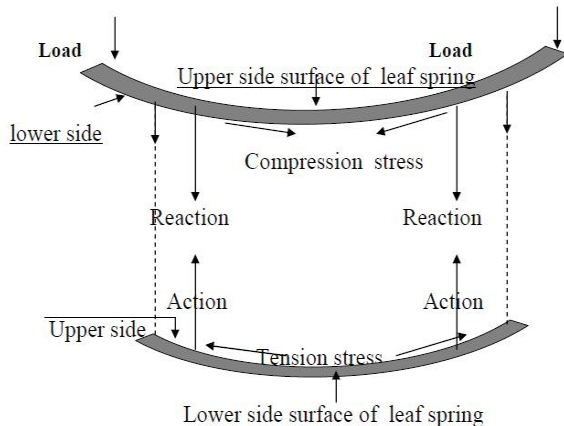 Load
Load
Upper side surface of leaf spring
lower side
Compression stress
Reaction
Reaction
Action
Action
Upper side
Tension stress
Lower side surface of leaf spring